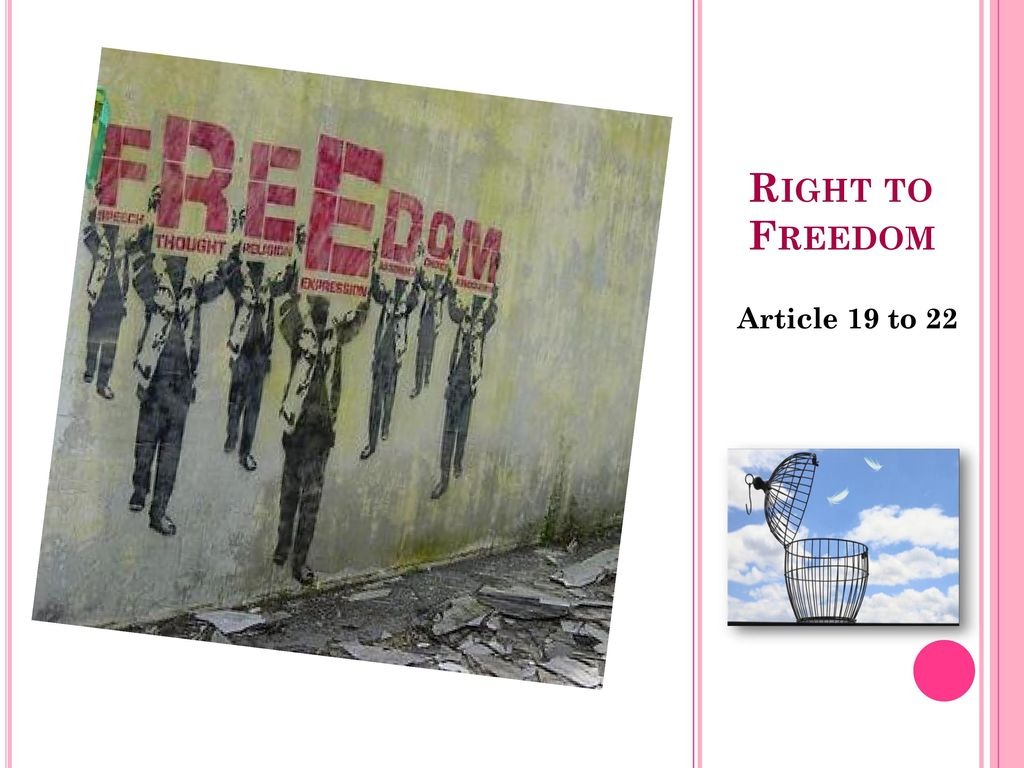 FREEDOM
SPEECH
THOUGHT
RELIGION
EXPRESSION
RIGHT TO
FREEDOM
Article 19 to 22